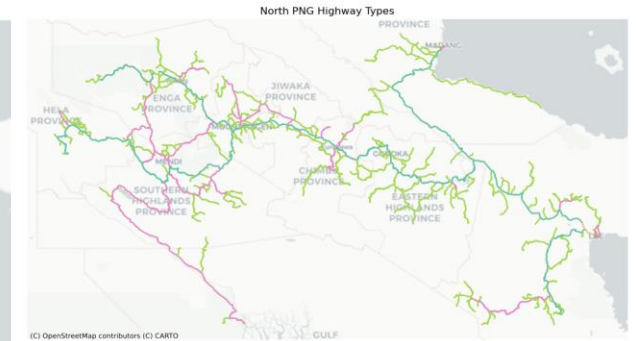 North PNG Highway Types
PROVINCE
MADANG
JIWAKA
PROVINCE
ENGA
PROVINCE
HELA
PROVINCE
MENDI
GOROKA
CHIMBU
PROVINCE
SOUTHERN
HIGHLANDS
PROVINCE
EASTERN
HIGHLANDS
PROVINCE
GULF
(C) OpenStreetMap contributors (C) CARTO